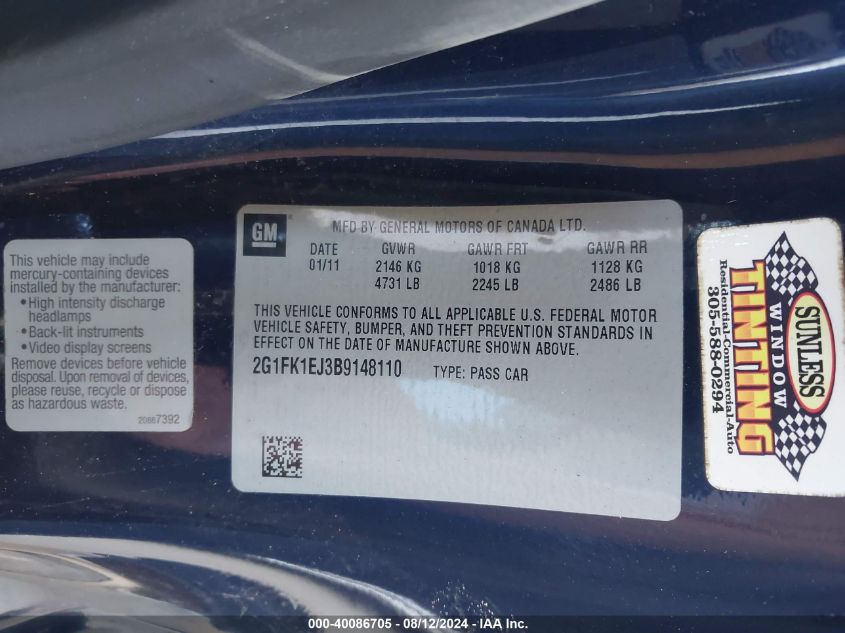 This vehicle may include
mercury-containing devices
installed by the manufacturer:
• High intensity discharge
headlamps
• Back-lit instruments
• Video display screens
Remove devices before vehicle
disposal. Upon removal of devices,
please reuse, recycle or dispose
as hazardous waste.
20867392
GM
MFD BY GENERAL MOTORS OF CANADA LTD.
DATE GVWR GAWR FRT GAWR RR
01/11 2146 KG 1018 KG 1128 KG
4731 LB 2245 LB 2486 LB
THIS VEHICLE CONFORMS TO ALL APPLICABLE U.S. FEDERAL MOTOR
VEHICLE SAFETY, BUMPER, AND THEFT PREVENTION STANDARDS IN
EFFECT ON THE DATE OF MANUFACTURE SHOWN ABOVE.
2G1FK1EJ3B9148110 TYPE: PASS CAR
SUNLESS
WINDOW
TINTING
Residential-Commercial-Auto
305-588-0294
000-40086705 - 08/12/2024 - IAA Inc.